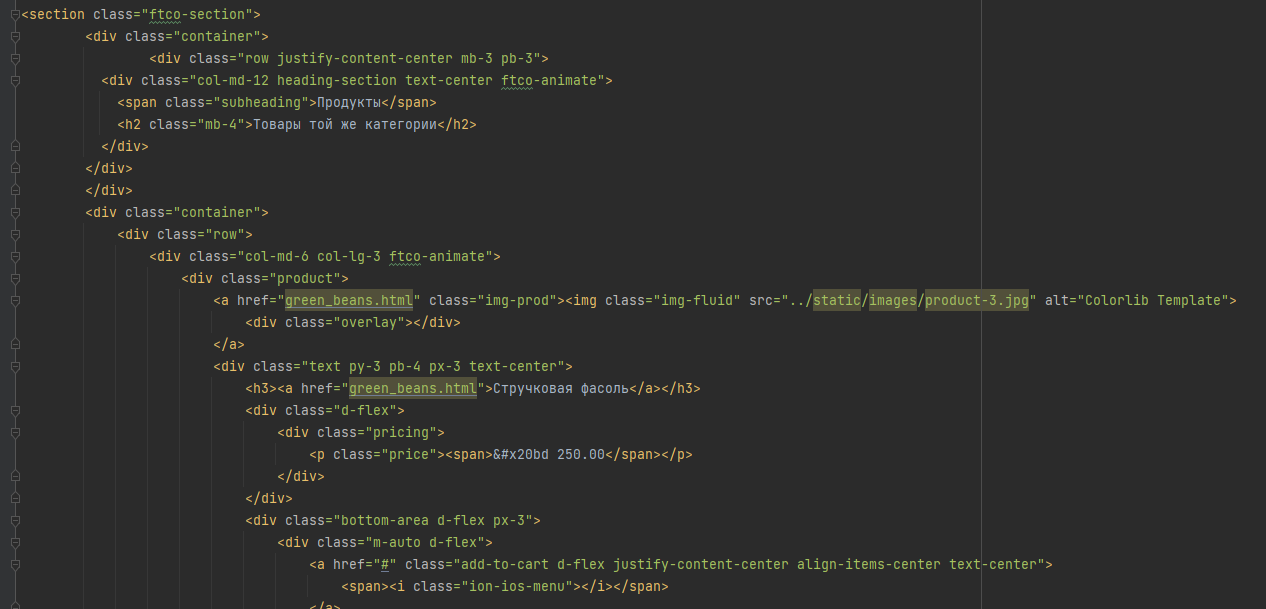 <section class="ftco-section">
<div class="container">
<div class="row justify-content-center mb-3 pb-3">
<div class="col-md-12 heading-section text-center ftco-animate">
<span class="subheading">Продукты</span>
<h2 class="mb-4">Товары той же категории</h2>
</div>
</div>
</div>
<div class="container">
<div class="row">
<div class="col-md-6 col-lg-3 ftco-animate">
<div class="product">
<a href="green_beans.html" class="img-prod"><img class="img-fluid" src="../static/images/product-3.jpg" alt="Colorlib Template">
<div class="overlay"></div>
</a>
<div class="text py-3 pb-4 px-3 text-center">
<h3><a href="green_beans.html">Стручковая фасоль</a></h3>
<div class="d-flex">
<div class="pricing">
<p class="price"><span>&#x20bd 250.00</span></p>
</div>
</div>
<div class="bottom-area d-flex px-3">
<div class="m-auto d-flex">
<a href="#" class="add-to-cart d-flex justify-content-center align-items-center text-center">
<span><i class="ion-ios-menu"></i></span>
</a>